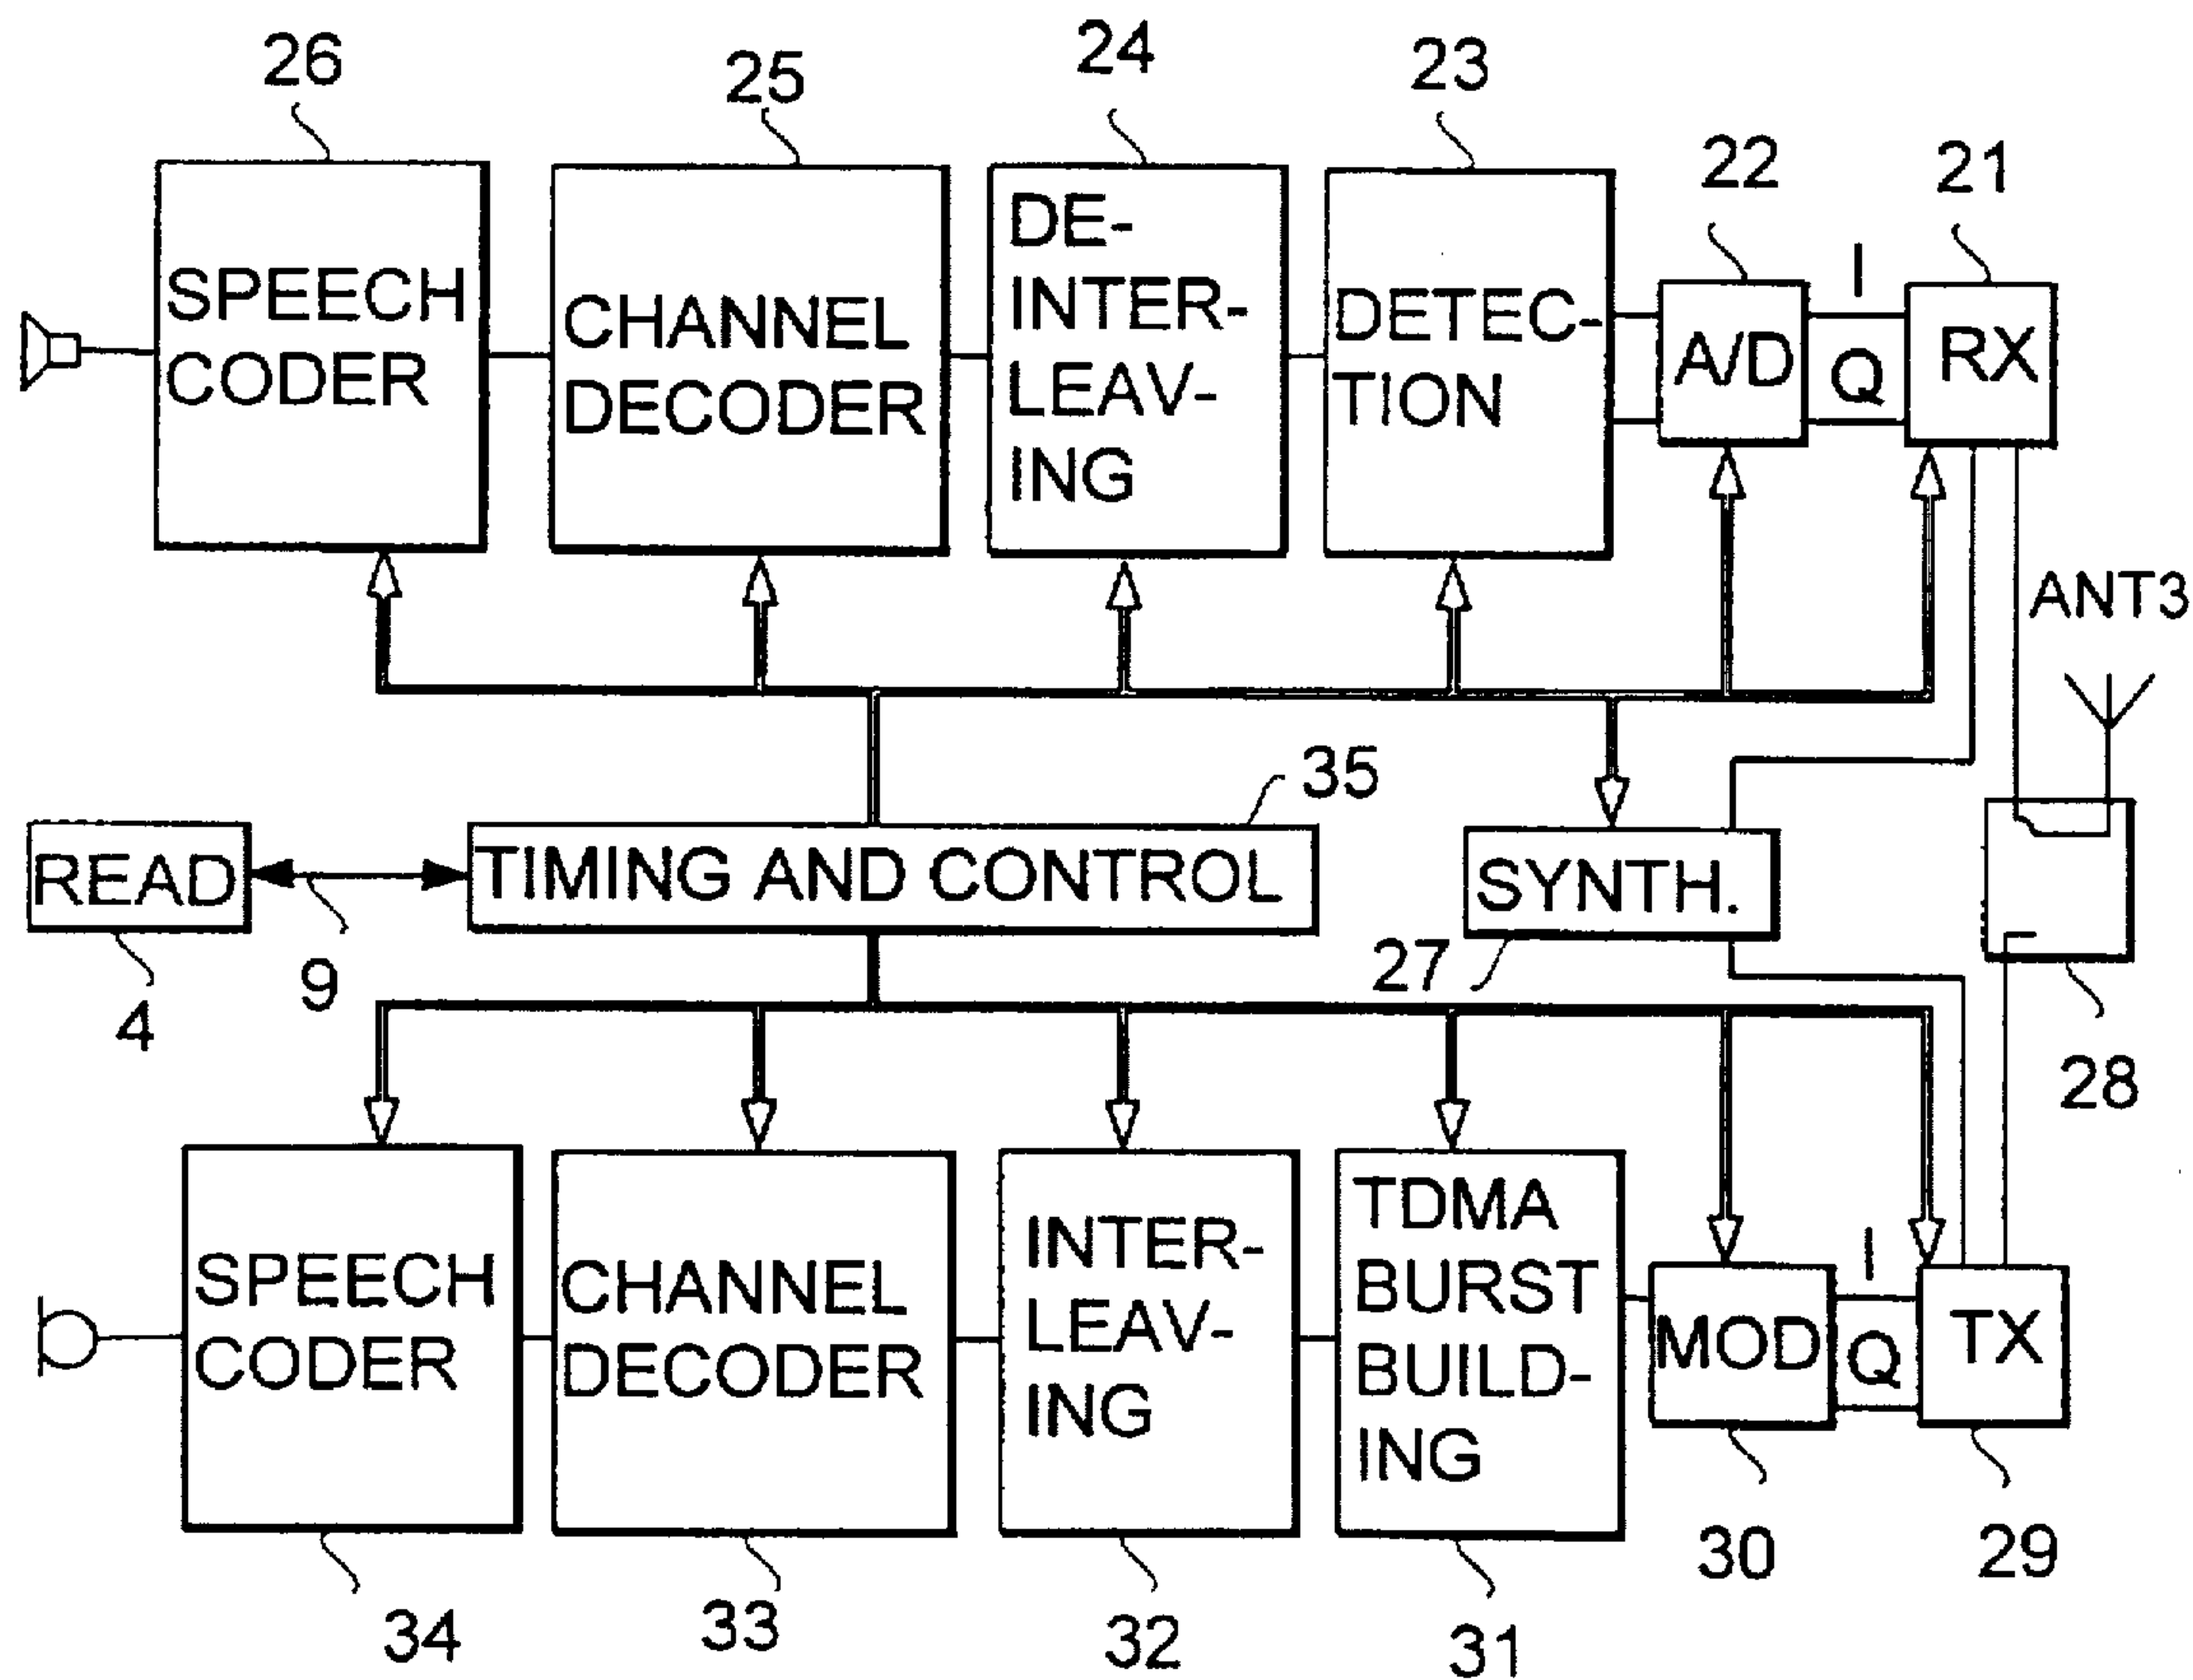 26
25
24
23
22
21
SPEECH
CODER
CHANNEL
DECODER
DE-
INTER-
LEAV-
ING
DETEC-
TION
A/D
I
Q
RX
ANT3
35
READ
TIMING AND CONTROL
SYNTH.
4
9
27
28
SPEECH
CODER
CHANNEL
DECODER
INTER-
LEAV-
ING
TDMA
BURST
BUILD-
ING
MOD
I
Q
TX
34
33
32
31
30
29